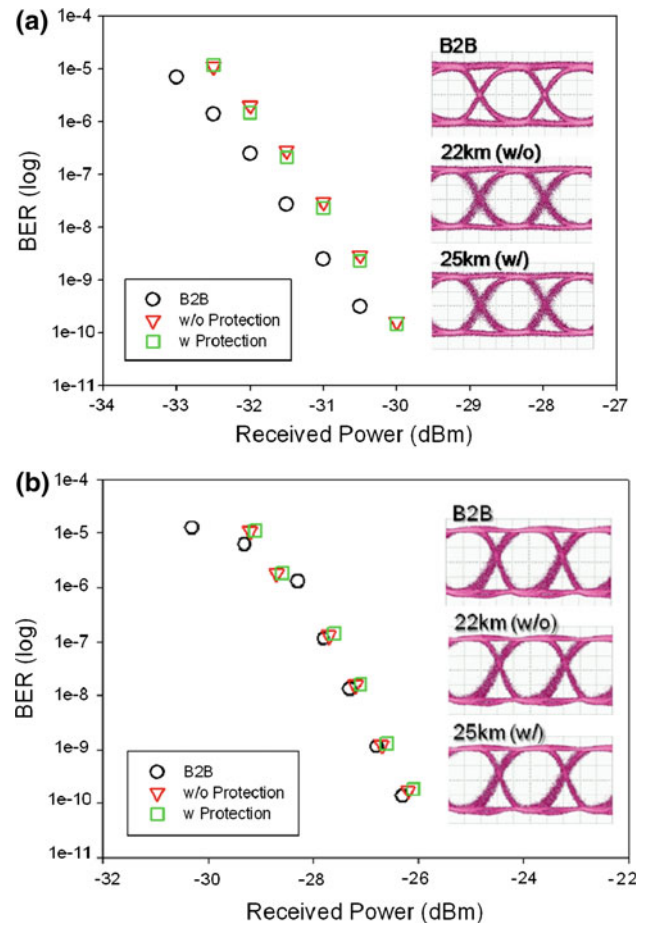 (a)
1e-4
1e-5
1e-6
1e-7
1e-8
1e-9
1e-10
1e-11
BER (log)
B2B
22km (w/o)
25km (w/)
B2B
w/o Protection
w Protection
-34 -33 -32 -31 -30 -29 -28 -27
Received Power (dBm)
(b)
1e-4
1e-5
1e-6
1e-7
1e-8
1e-9
1e-10
1e-11
BER (log)
B2B
22km (w/o)
25km (w/)
B2B
w/o Protection
w Protection
-32 -30 -28 -26 -24 -22
Received Power (dBm)